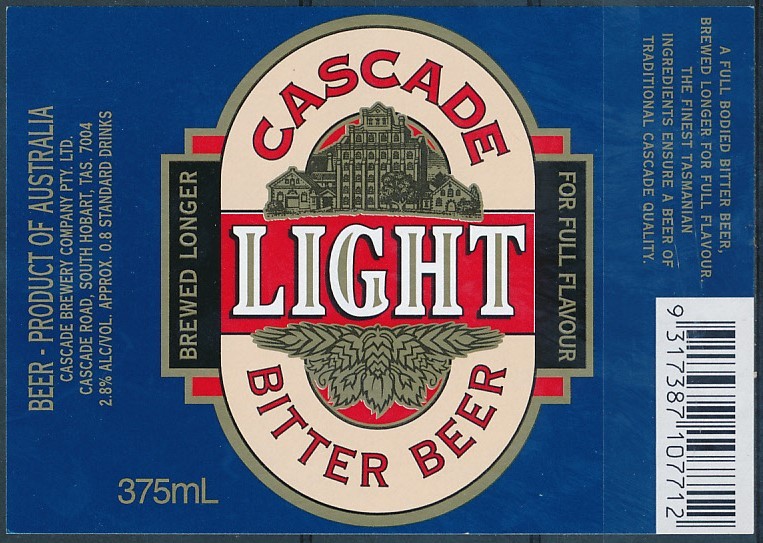 BEER - PRODUCT OF AUSTRALIA
CASCADE BREWERY COMPANY PTY. LTD.
CASCADE ROAD, SOUTH HOBART, TAS. 7004
2.8% ALC/VOL. APPROX. 0.8 STANDARD DRINKS
375mL
BREWED LONGER
CASCADE
LIGHT
BITTER BEER
FOR FULL FLAVOUR
A FULL BODIED BITTER BEER,
BREWED LONGER FOR FULL FLAVOUR.
THE FINEST TASMANIAN
INGREDIENTS ENSURE A BEER OF
TRADITIONAL CASCADE QUALITY.
9 317387 107712